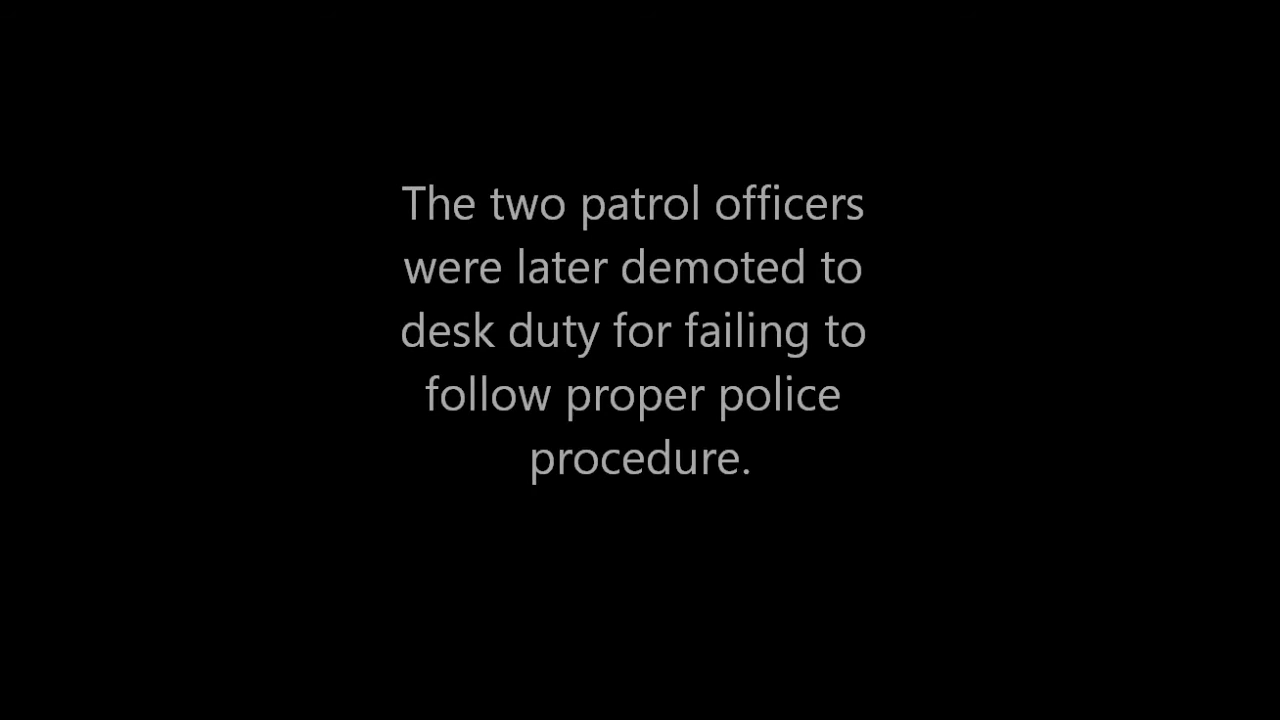 The two patrol officers
were later demoted to
desk duty for failing to
follow proper police
procedure.